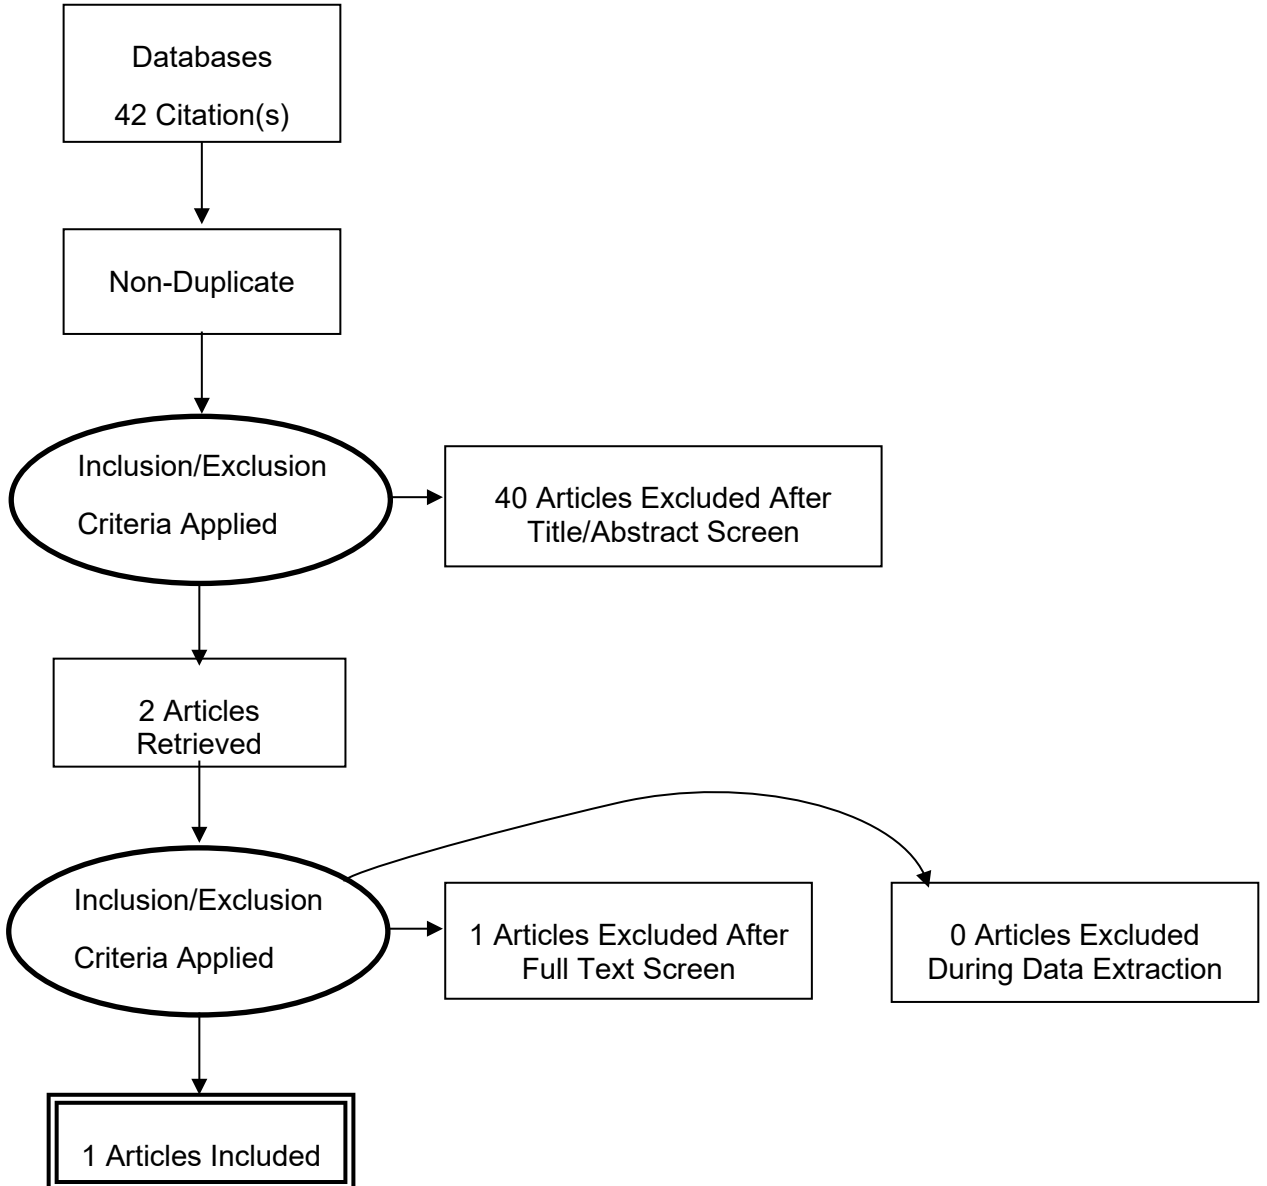 Databases
42 Citation(s)
Non-Duplicate
Inclusion/Exclusion
Criteria Applied
40 Articles Excluded After
Title/Abstract Screen
2 Articles
Retrieved
Inclusion/Exclusion
Criteria Applied
1 Articles Excluded After
Full Text Screen
0 Articles Excluded
During Data Extraction
1 Articles Included